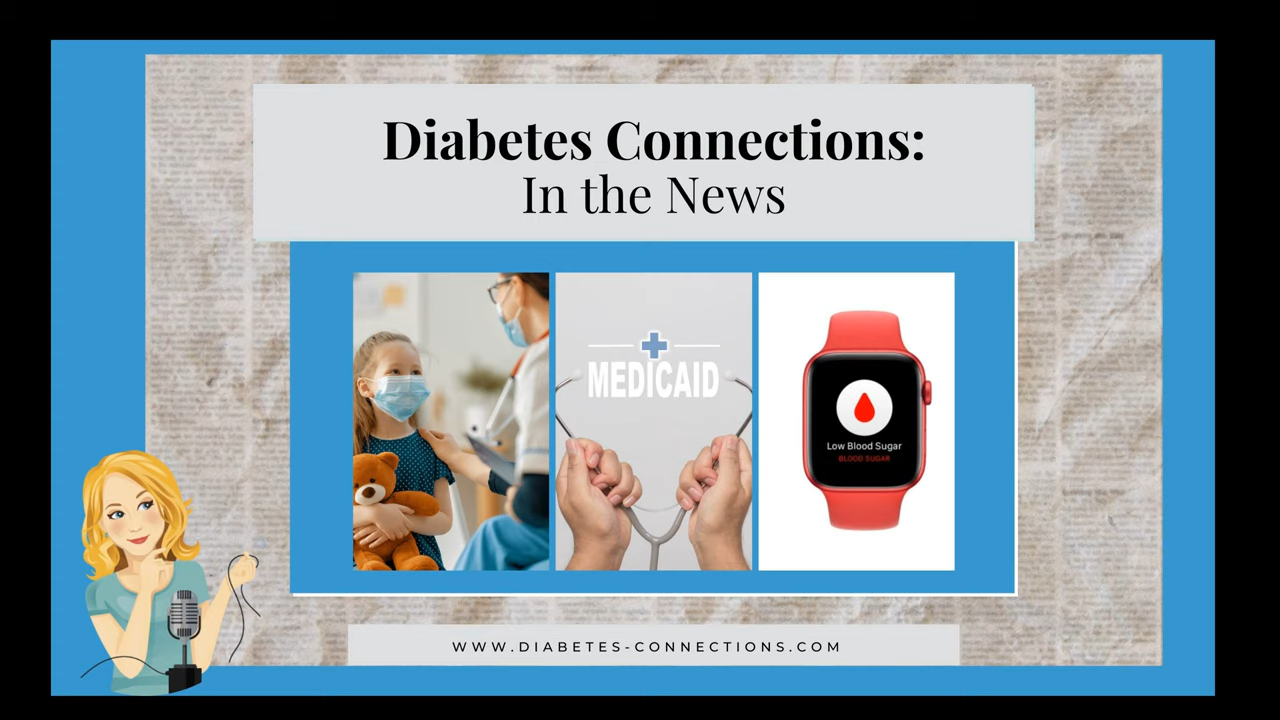 Diabetes Connections:
In the News
MEDICAID
Low Blood Sugar
BLOOD SUGAR
WWW.DIABETES-CONNECTIONS.COM